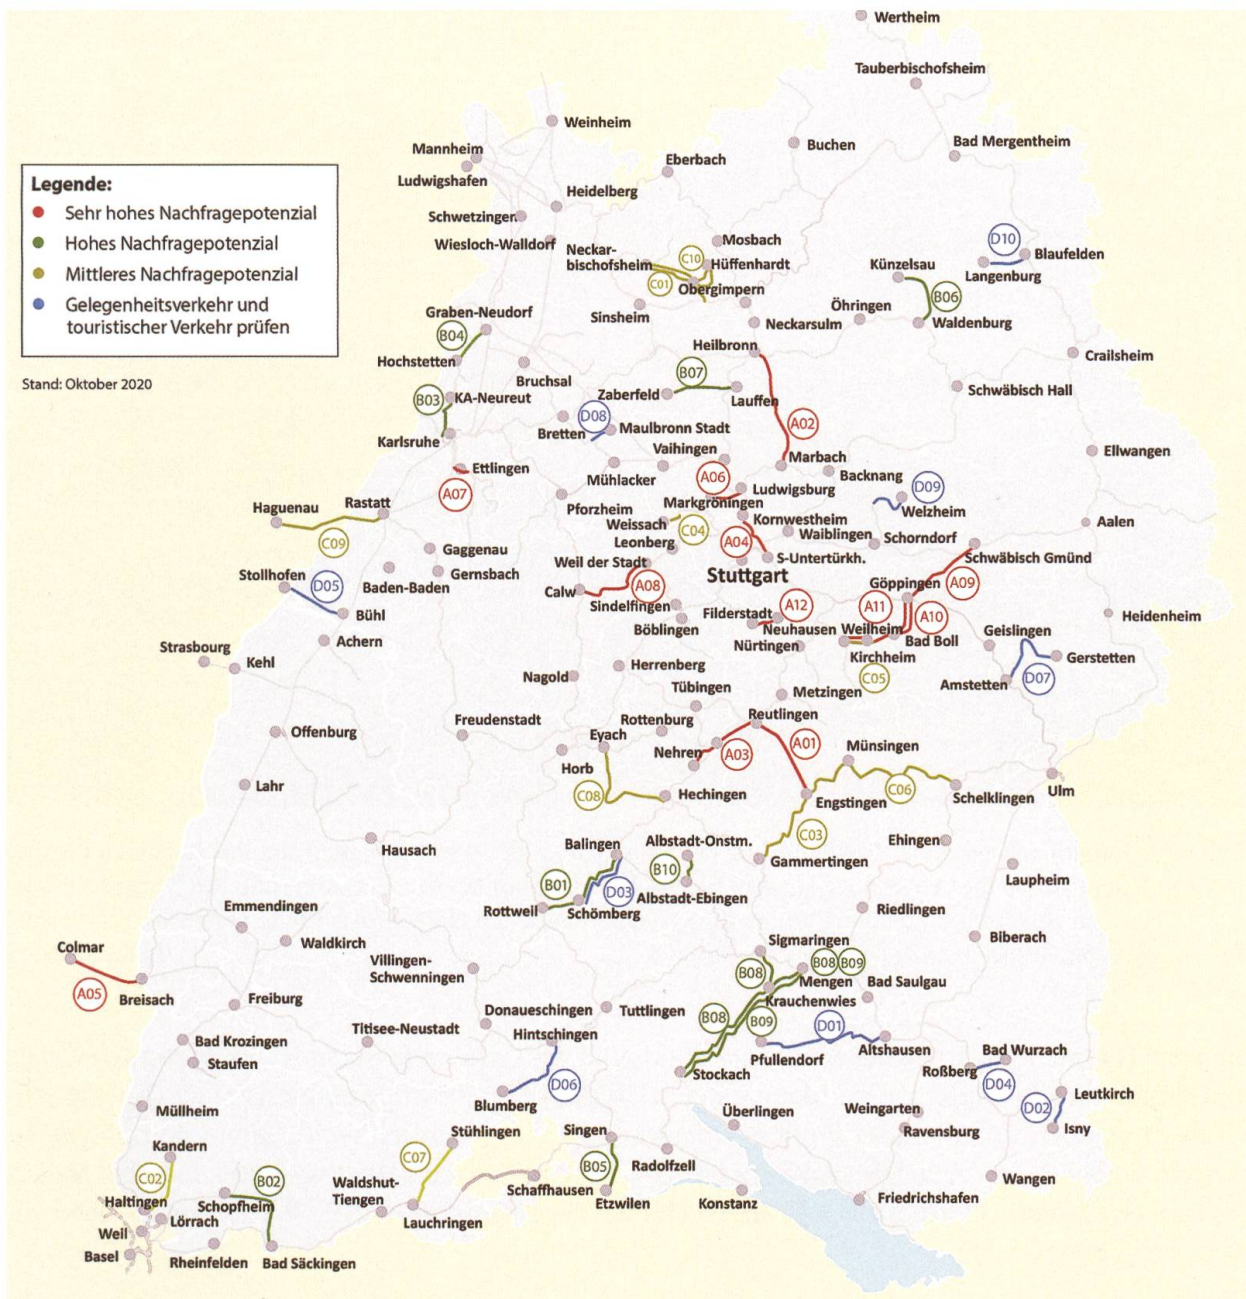 Wertheim
Tauberbischofsheim
Weinheim
Buchen
Bad Mergentheim
Mannheim
Eberbach
Ludwigshafen
Legende:
Sehr hohes Nachfragepotenzial
Hohes Nachfragepotenzial
Mittleres Nachfragepotenzial
Gelegenheitsverkehr und
touristischer Verkehr prüfen
Stand: Oktober 2020
Heidelberg
Schwetzingen
Wiesloch-Walldorf
Neckar-
bischofsheim
Mosbach
C10
Hüffenhardt
C01
Obergimpern
D10
Blaufelden
Langenburg
Künzelsau
B06
Waldenburg
Öhringen
Sinsheim
Neckarsulm
Graben-Neudorf
B04
Hochstetten
Heilbronn
Crailsheim
Bruchsal
B07
Zaberfeld
Lauffen
Schwäbisch Hall
B03
KA-Neureut
Karlsruhe
D08
Bretten
Maulbronn Stadt
A02
Vaihingen
Marbach
Ellwangen
Ettlingen
A07
Mühlacker
A06
Backnang
Ludwigsburg
D09
Welzheim
Haguenau
Rastatt
C09
Pforzheim
Markgröningen
Weissach
C04
Kornwestheim
Aalen
Leonberg
A04
Waiblingen
Schorndorf
Gaggenau
Weil der Stadt
S-Untertürkh.
Schwäbisch Gmünd
Stuttgart
Stollhofen
D05
Baden-Baden
Gernsbach
Calw
A08
Göppingen
A09
Sindelfingen
Filderstadt
A12
A11
A10
Bühl
Böblingen
Neuhausen
Weilheim
Bad Boll
Heidenheim
Achern
Nürtingen
Kirchheim
C05
Geislingen
Gerstetten
D07
Amstetten
Strasbourg
Kehl
Herrenberg
Nagold
Tübingen
Metzingen
Offenburg
Freudenstadt
Rottenburg
Reutlingen
Eyach
Nehren
A03
A01
Münsingen
Horb
Lahr
C08
Hechingen
Engstingen
C06
Schelklingen
Ulm
Hausach
C03
Balingen
Albstadt-Onstm.
Gammertingen
Ehingen
B10
B01
D03
Albstadt-Ebingen
Laupheim
Rottweil
Schömberg
Emmendingen
Riedlingen
Waldkirch
Biberach
Colmar
A05
Breisach
Villingen-
Schwenningen
Sigmaringen
B08
B09
B08
Mengen
Krauchenwies
Bad Saulgau
Freiburg
Donaueschingen
Tuttlingen
B08
B09
D01
Titisee-Neustadt
Hintschingen
Bad Krozingen
Pfullendorf
Altshausen
Staufen
Stockach
Bad Wurzach
Roßberg
D04
D06
Blumberg
Leutkirch
D02
Isny
Müllheim
Überlingen
Weingarten
Ravensburg
Kandern
Stühlingen
Singen
C07
C02
B02
B05
Radolfzell
Haltingen
Schopfheim
Waldshut-
Tiengen
Schaffhausen
Etzwilen
Konstanz
Wangen
Friedrichshafen
Lörrach
Lauchringen
Weil
Basel
Rheinfelden
Bad Säckingen